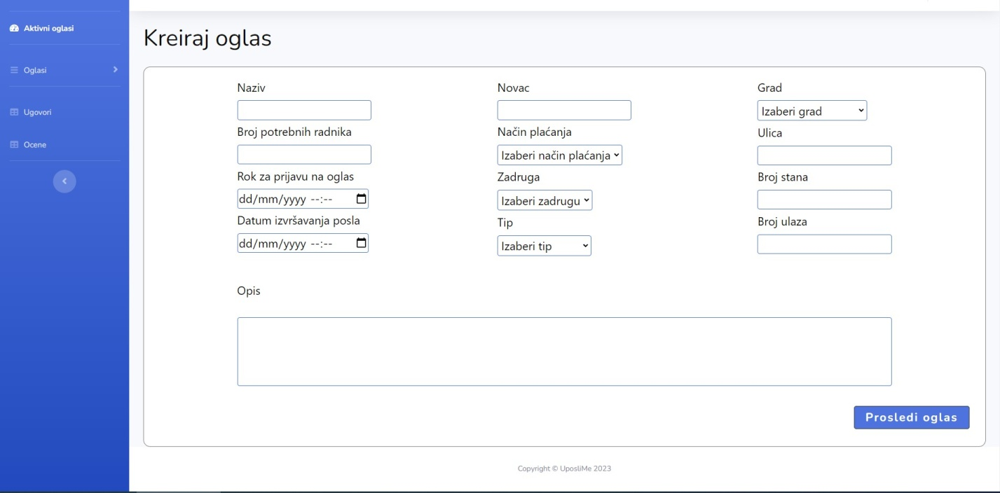 Aktivni oglasi
Oglasi
Ugovori
Ocene
Kreiraj oglas
Naziv
Broj potrebnih radnika
Rok za prijavu na oglas
dd/mm/yyyy --:--
Datum izvršavanja posla
dd/mm/yyyy --:--
Novac
Način plaćanja
Izaberi način plaćanja
Zadruga
Izaberi zadrugu
Tip
Izaberi tip
Grad
Izaberi grad
Ulica
Broj stana
Broj ulaza
Opis
Prosledi oglas
Copyright © UposliMe 2023